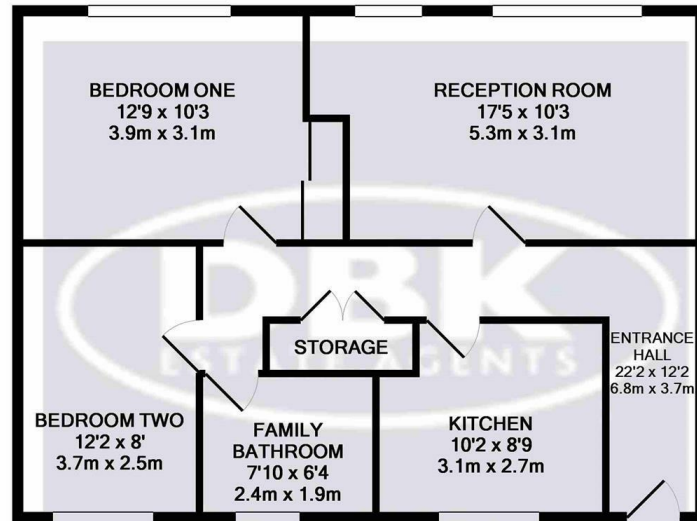 BEDROOM ONE
12'9 x 10'3
3.9m x 3.1m
RECEPTION ROOM
17'5 x 10'3
5.3m x 3.1m
DBK
ESTATE AGENTS
STORAGE
ENTRANCE
HALL
22'2 x 12'2
6.8m x 3.7m
BEDROOM TWO
12'2 x 8'
3.7m x 2.5m
FAMILY
BATHROOM
7'10 x 6'4
2.4m x 1.9m
KITCHEN
10'2 x 8'9
3.1m x 2.7m